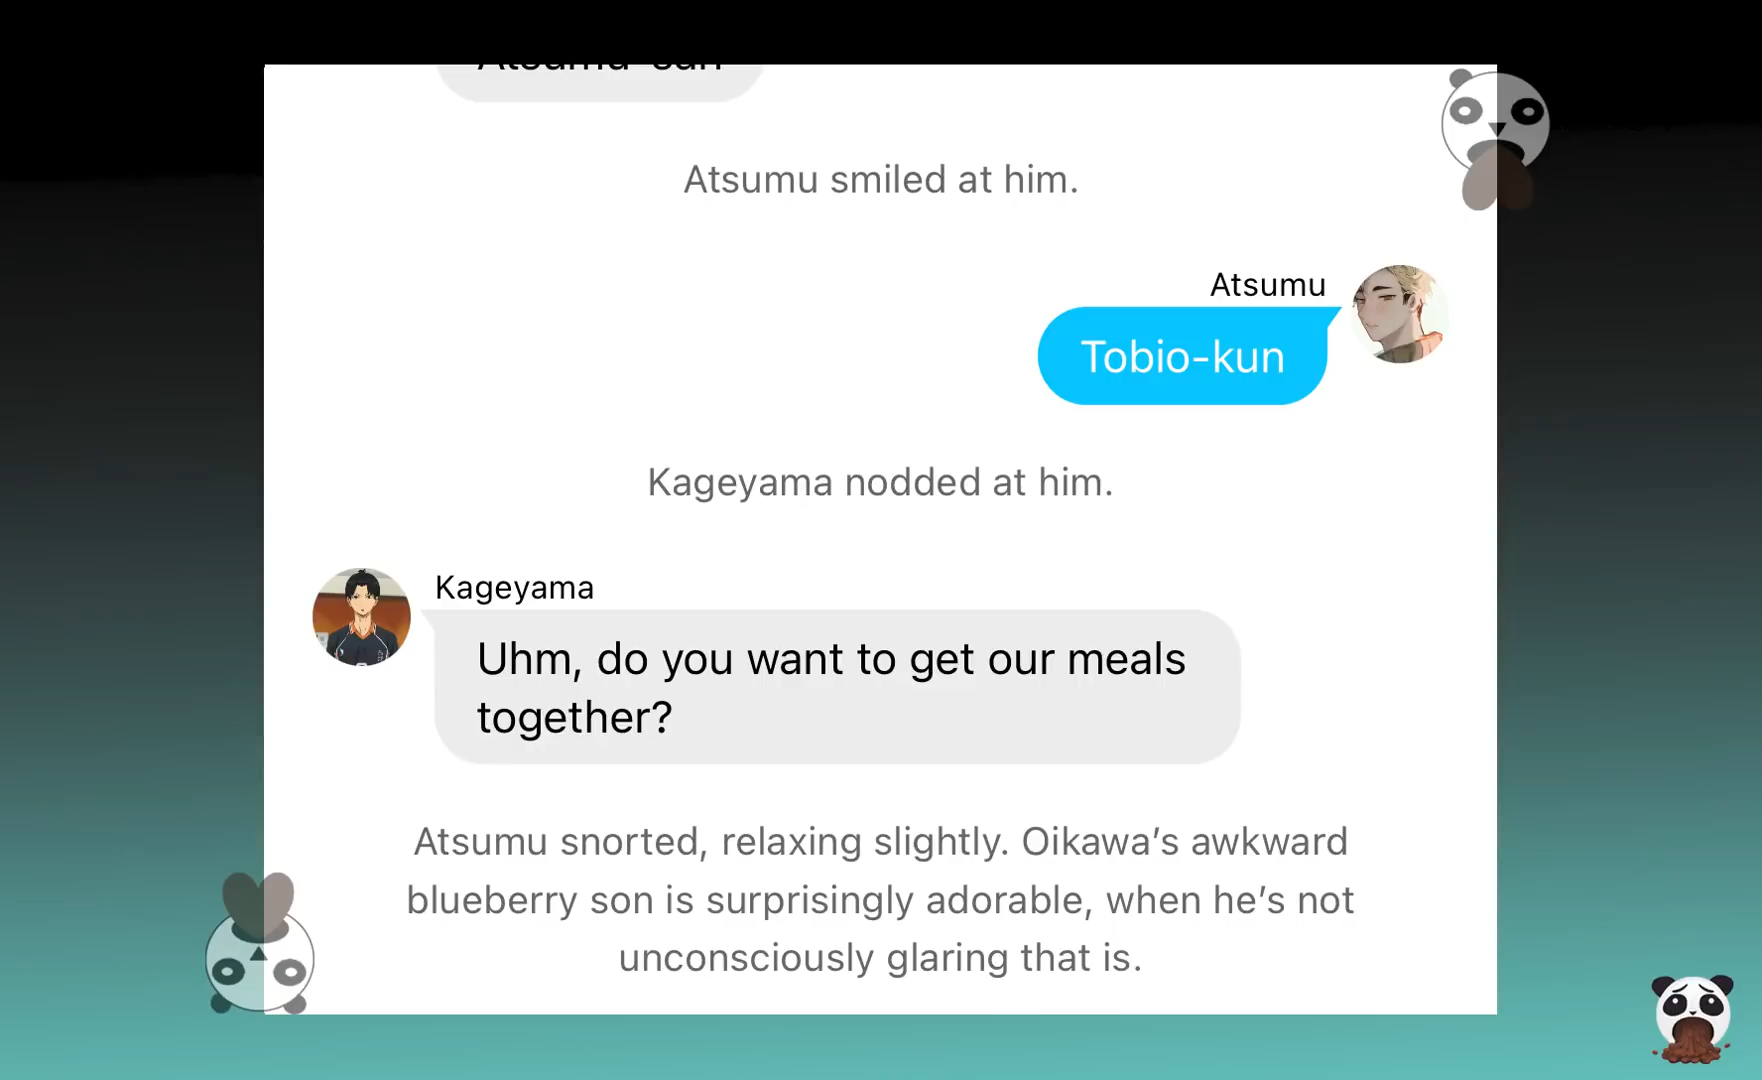 Atsumu-san
Atsumu smiled at him.
Atsumu
Tobio-kun
Kageyama nodded at him.
Kageyama
Uhm, do you want to get our meals
together?
Atsumu snorted, relaxing slightly. Oikawa’s awkward
blueberry son is surprisingly adorable, when he’s not
unconsciously glaring that is.